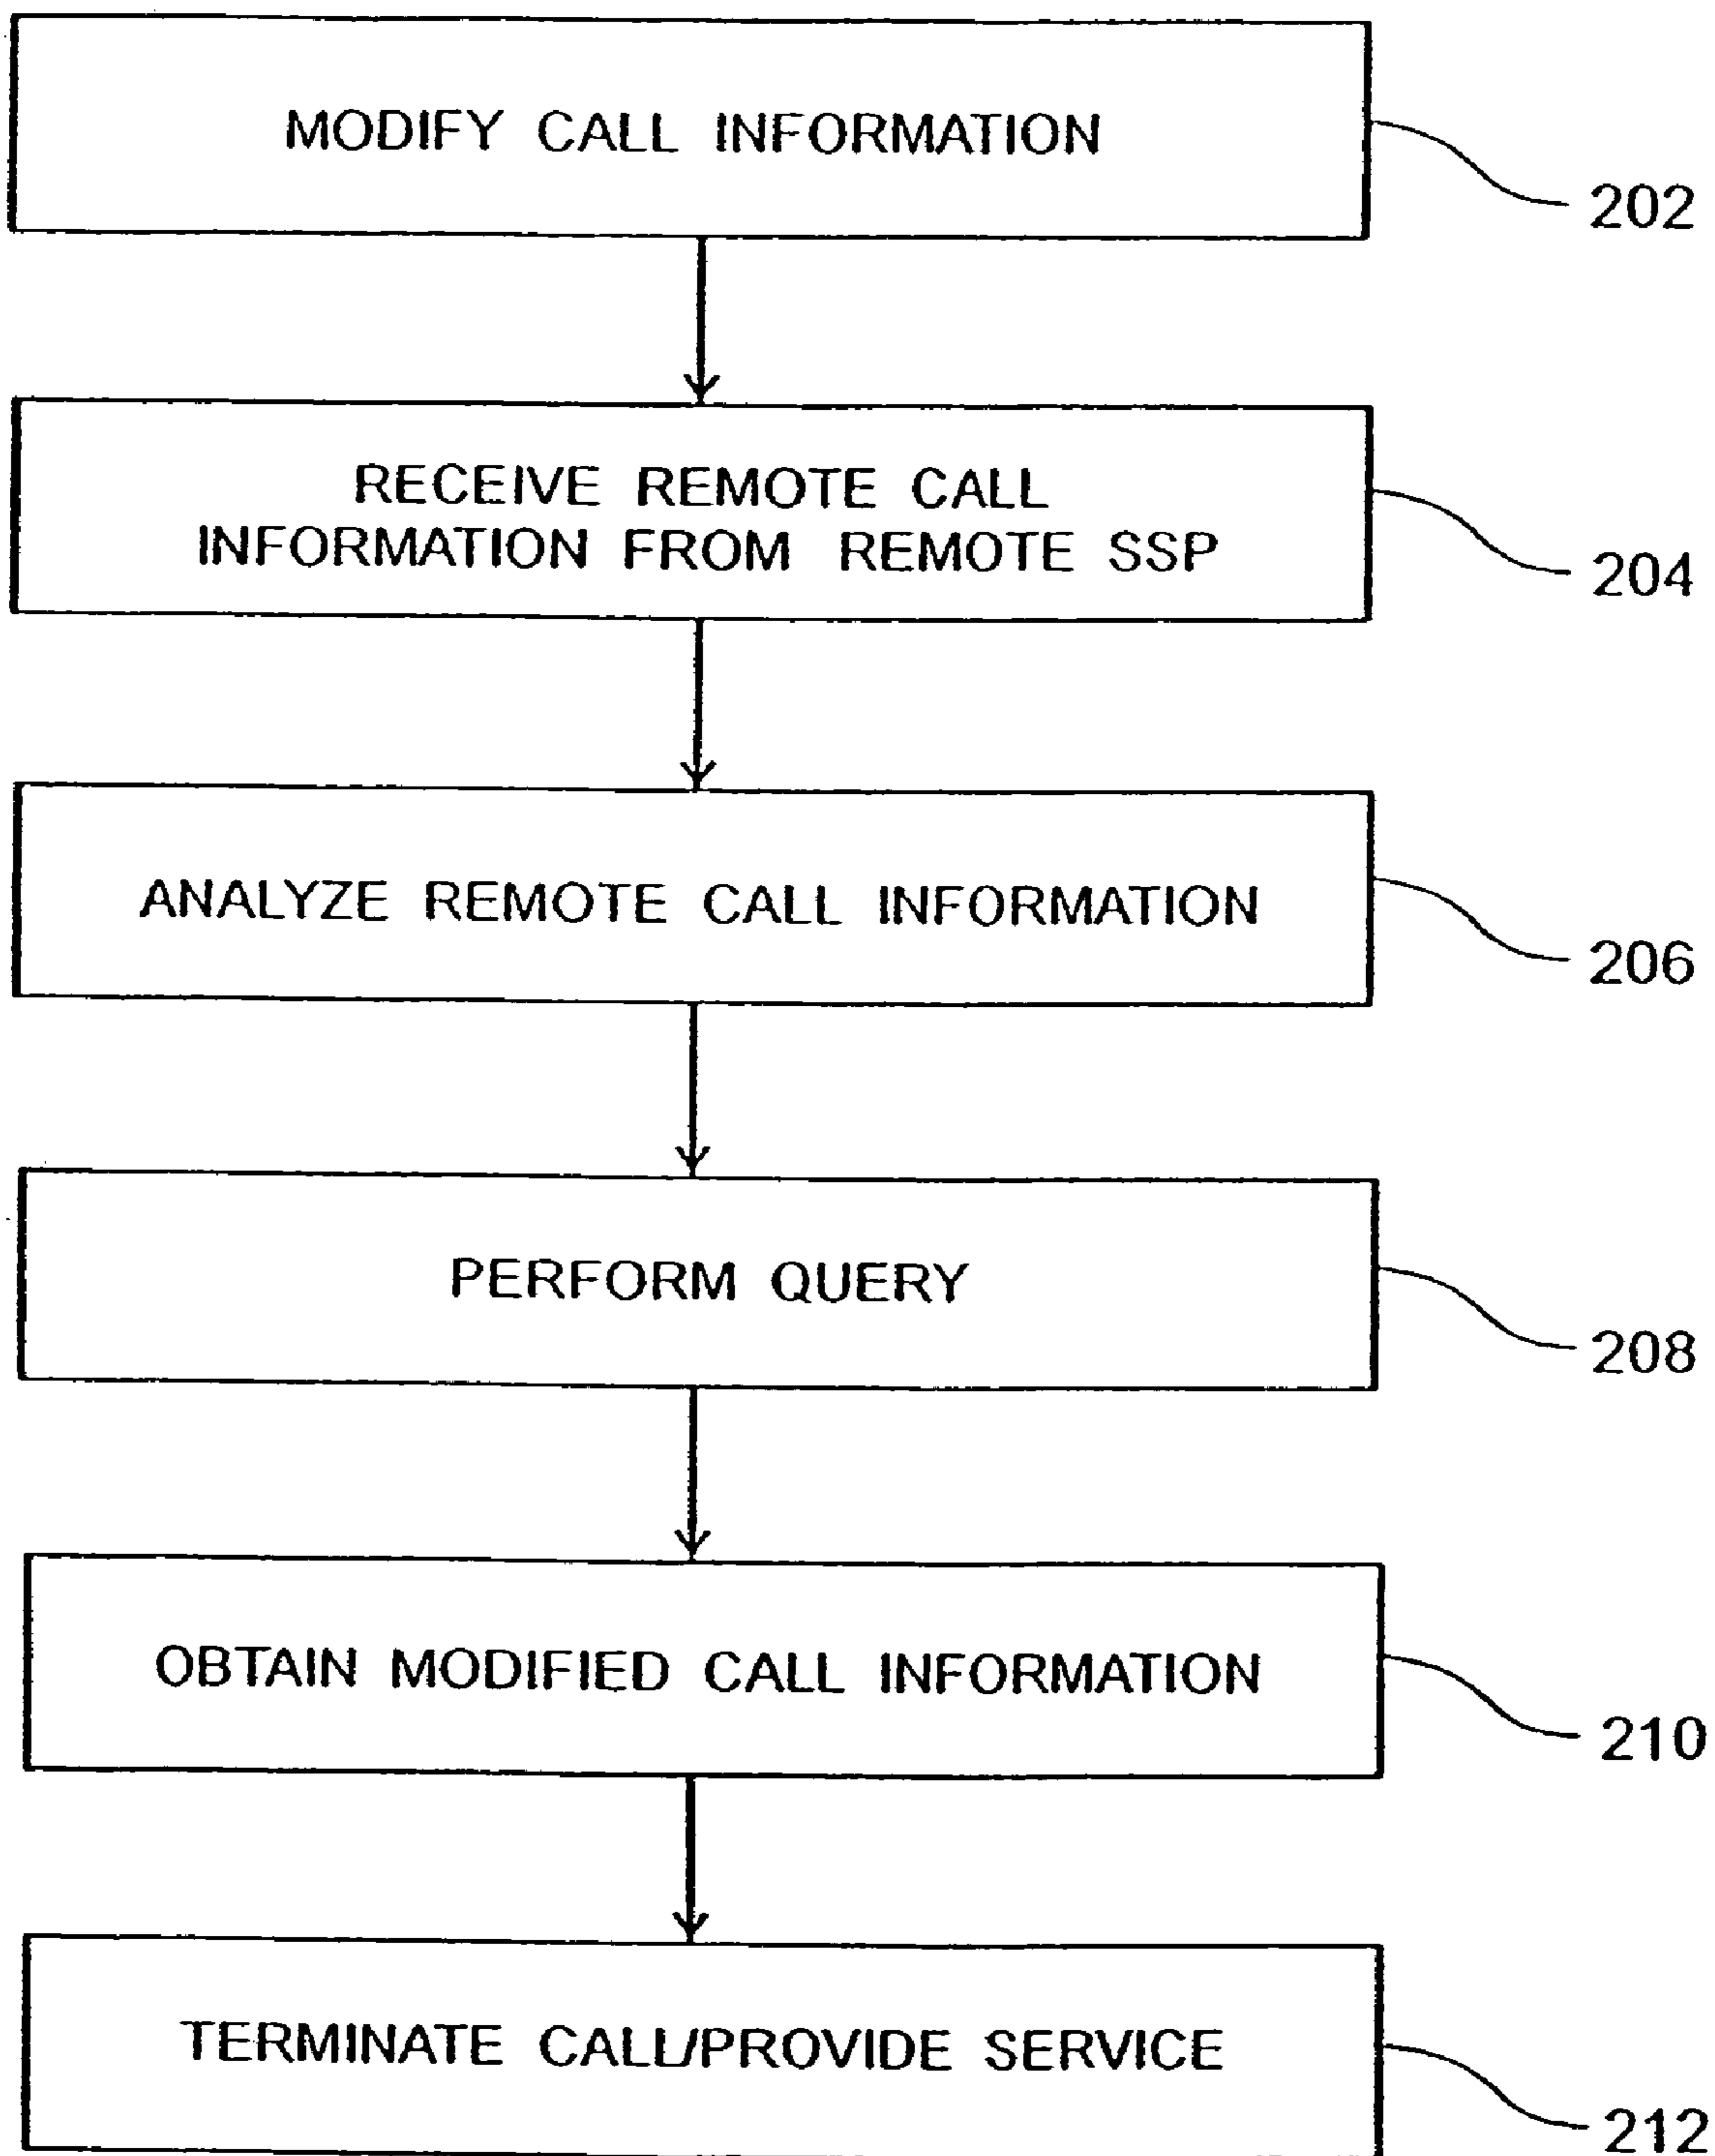 MODIFY CALL INFORMATION
202
RECEIVE REMOTE CALL
INFORMATION FROM REMOTE SSP
204
ANALYZE REMOTE CALL INFORMATION
206
PERFORM QUERY
208
OBTAIN MODIFIED CALL INFORMATION
210
TERMINATE CALL/PROVIDE SERVICE
212